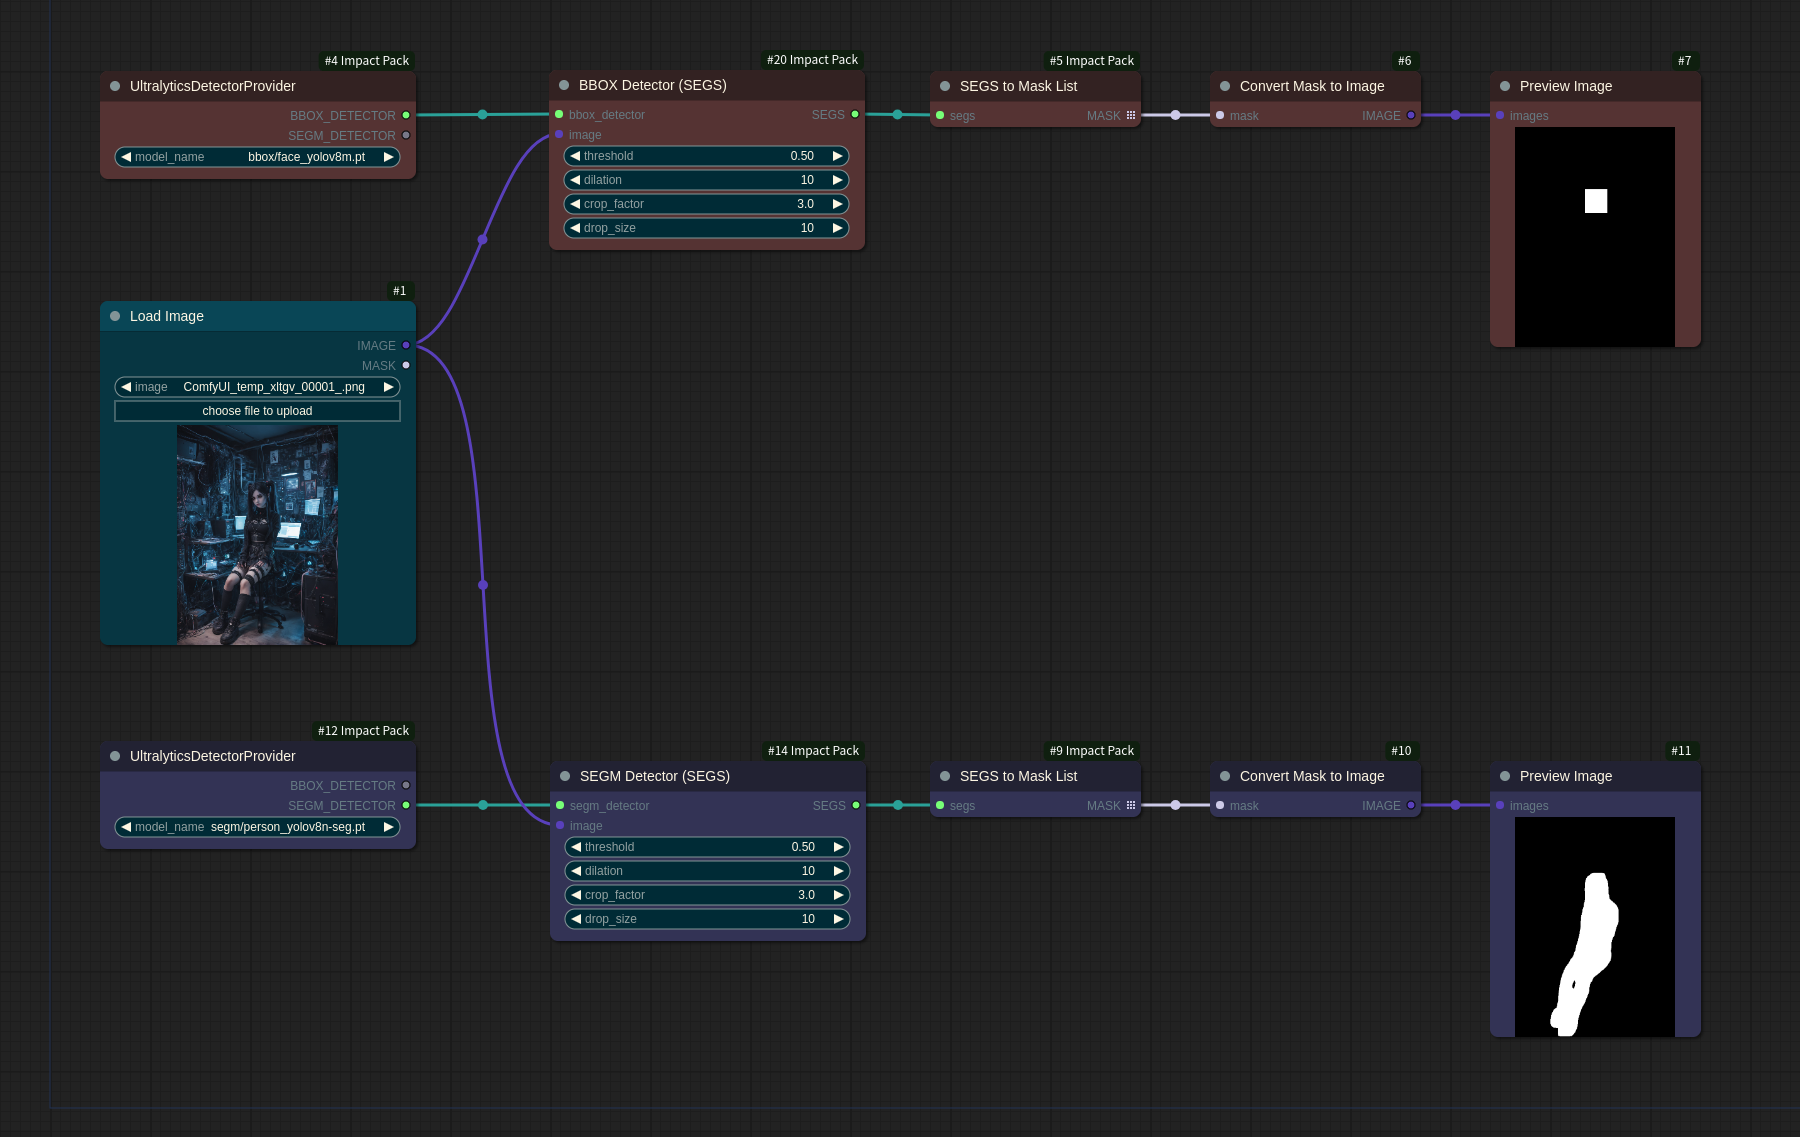 #4 Impact Pack
UltralyticsDetectorProvider
BBOX_DETECTOR
SEGM_DETECTOR
model_name bbox/face_yolov8m.pt
#20 Impact Pack
BBOX Detector (SEGS)
bbox_detector SEGS
image
threshold 0.50
dilation 10
crop_factor 3.0
drop_size 10
#5 Impact Pack
SEGS to Mask List
segs MASK
#6
Convert Mask to Image
mask IMAGE
#7
Preview Image
images
#1
Load Image
IMAGE
MASK
image ComfyUI_temp_xltgv_00001_.png
choose file to upload
#12 Impact Pack
UltralyticsDetectorProvider
BBOX_DETECTOR
SEGM_DETECTOR
model_name segm/person_yolov8n-seg.pt
#14 Impact Pack
SEGM Detector (SEGS)
segm_detector SEGS
image
threshold 0.50
dilation 10
crop_factor 3.0
drop_size 10
#9 Impact Pack
SEGS to Mask List
segs MASK
#10
Convert Mask to Image
mask IMAGE
#11
Preview Image
images